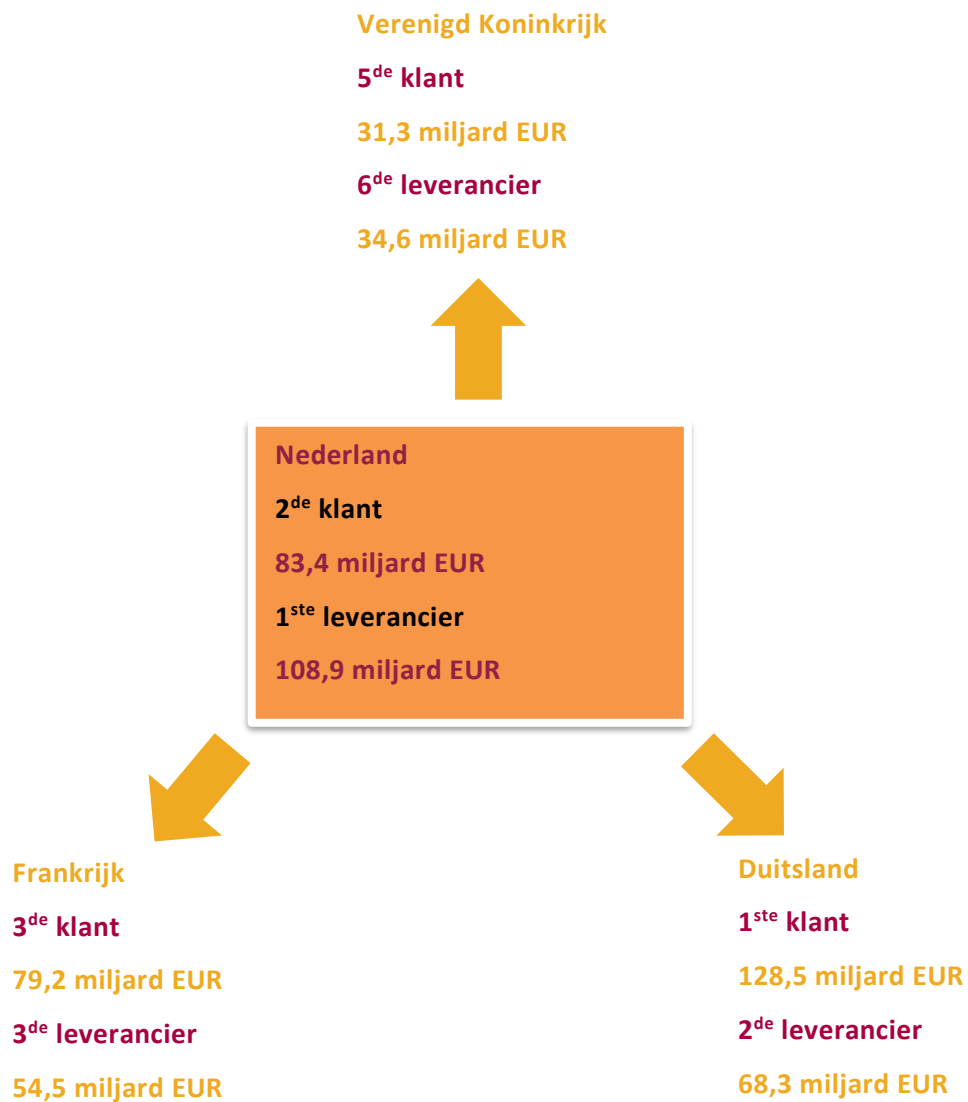 Verenigd Koninkrijk
5de klant
31,3 miljard EUR
6de leverancier
34,6 miljard EUR
Nederland
2de klant
83,4 miljard EUR
1ste leverancier
108,9 miljard EUR
Frankrijk
3de klant
79,2 miljard EUR
3de leverancier
54,5 miljard EUR
Duitsland
1ste klant
128,5 miljard EUR
2de leverancier
68,3 miljard EUR